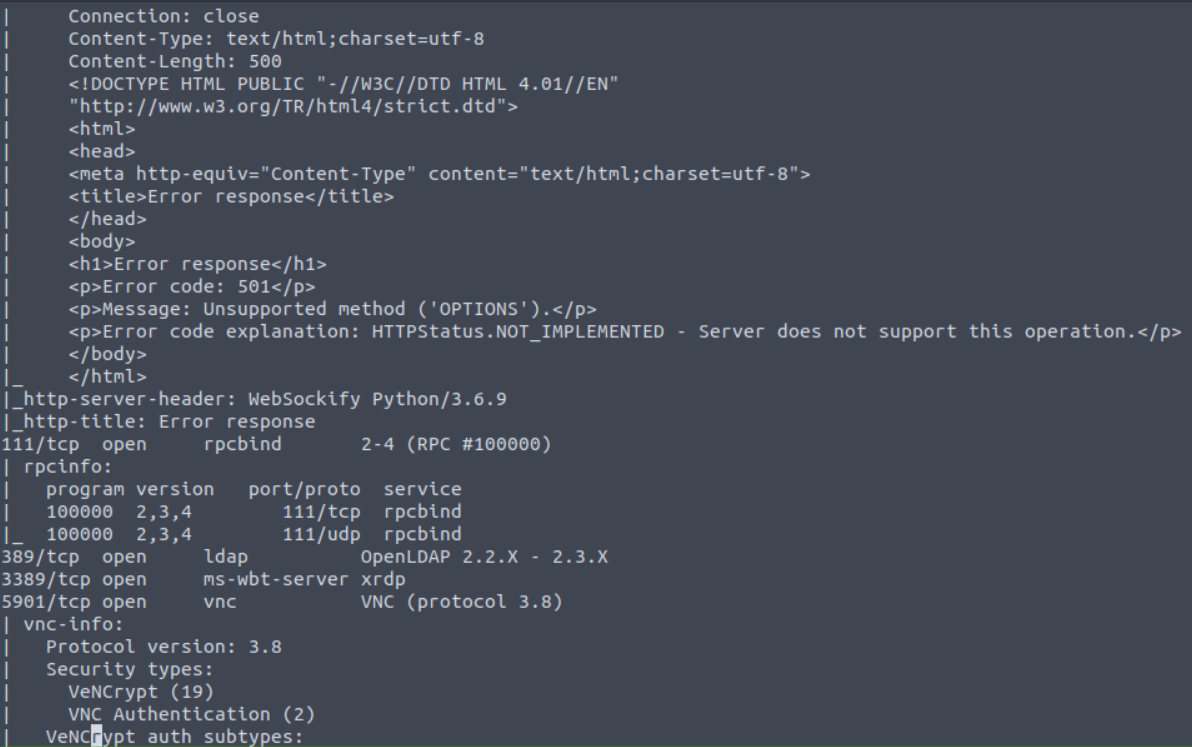 |     Connection: close
|     Content-Type: text/html;charset=utf-8
|     Content-Length: 500
|     <!DOCTYPE HTML PUBLIC "-//W3C//DTD HTML 4.01//EN"
|     "http://www.w3.org/TR/html4/strict.dtd">
|     <html>
|     <head>
|     <meta http-equiv="Content-Type" content="text/html;charset=utf-8">
|     <title>Error response</title>
|     </head>
|     <body>
|     <h1>Error response</h1>
|     <p>Error code: 501</p>
|     <p>Message: Unsupported method ('OPTIONS').</p>
|     <p>Error code explanation: HTTPStatus.NOT_IMPLEMENTED - Server does not support this operation.</p>
|     </body>
|_    </html>
|_http-server-header: WebSockify Python/3.6.9
|_http-title: Error response
111/tcp  open     rpcbind       2-4 (RPC #100000)
| rpcinfo:
|   program version   port/proto  service
|   100000  2,3,4        111/tcp  rpcbind
|_  100000  2,3,4        111/udp  rpcbind
389/tcp  open     ldap          OpenLDAP 2.2.X - 2.3.X
3389/tcp open     ms-wbt-server xrdp
5901/tcp open     vnc           VNC (protocol 3.8)
| vnc-info:
|   Protocol version: 3.8
|   Security types:
|     VeNCrypt (19)
|     VNC Authentication (2)
|   VeNCrypt auth subtypes: